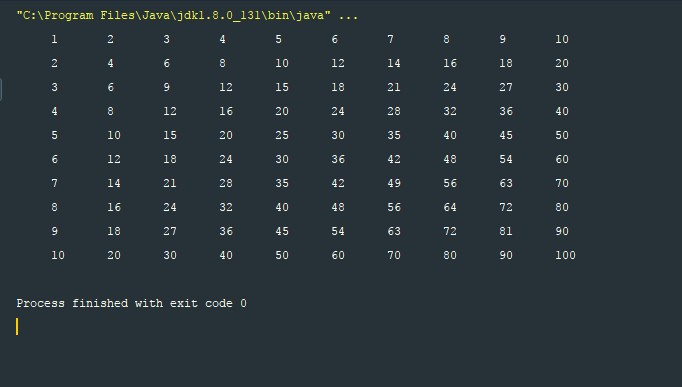 "C:\Program Files\Java\jdk1.8.0_131\bin\java" ...
1 2 3 4 5 6 7 8 9 10
2 4 6 8 10 12 14 16 18 20
3 6 9 12 15 18 21 24 27 30
4 8 12 16 20 24 28 32 36 40
5 10 15 20 25 30 35 40 45 50
6 12 18 24 30 36 42 48 54 60
7 14 21 28 35 42 49 56 63 70
8 16 24 32 40 48 56 64 72 80
9 18 27 36 45 54 63 72 81 90
10 20 30 40 50 60 70 80 90 100
Process finished with exit code 0